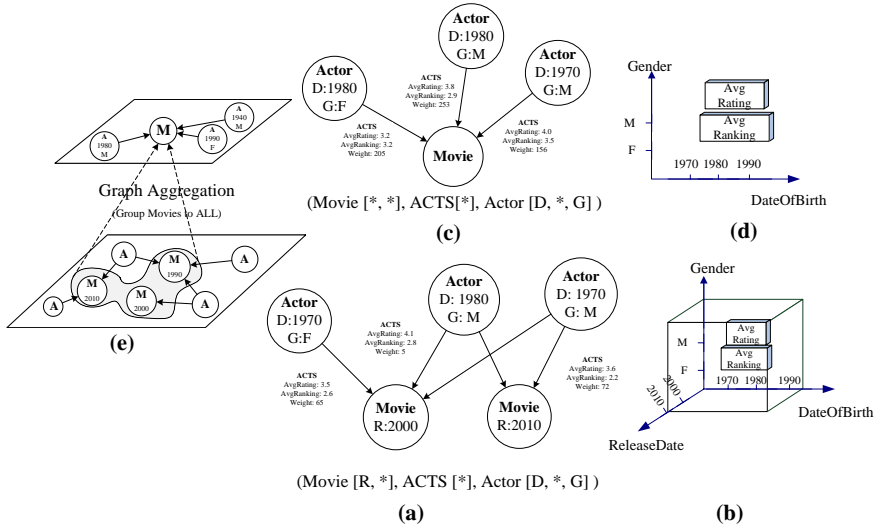 A
1940
M
A
1980
M
M
A
1990
F
Graph Aggregation
(Group Movies to ALL)
A
A
M
1990
A
M
2010
M
2000
A
(e)
Actor
D:1980
G:F
Actor
D:1980
G:M
Actor
D:1970
G:M
ACTS
AvgRating: 3.8
AvgRanking: 2.9
Weight: 253
ACTS
AvgRating: 3.2
AvgRanking: 3.2
Weight: 205
ACTS
AvgRating: 4.0
AvgRanking: 3.5
Weight: 156
Movie
(Movie [*, *], ACTS[*], Actor [D, *, G] )
(c)
Gender
Avg
Rating
Avg
Ranking
M
F
1970 1980 1990
DateOfBirth
(d)
Actor
D:1970
G:F
Actor
D: 1980
G: M
Actor
D: 1970
G: M
ACTS
AvgRating: 4.1
AvgRanking: 2.8
Weight: 5
ACTS
AvgRating: 3.5
AvgRanking: 2.6
Weight: 65
ACTS
AvgRating: 3.6
AvgRanking: 2.2
Weight: 72
Movie
R:2000
Movie
R:2010
(Movie [R, *], ACTS [*], Actor [D, *, G] )
(a)
Gender
Avg
Rating
Avg
Ranking
M
F
1970 1980 1990
2000
2010
DateOfBirth
ReleaseDate
(b)